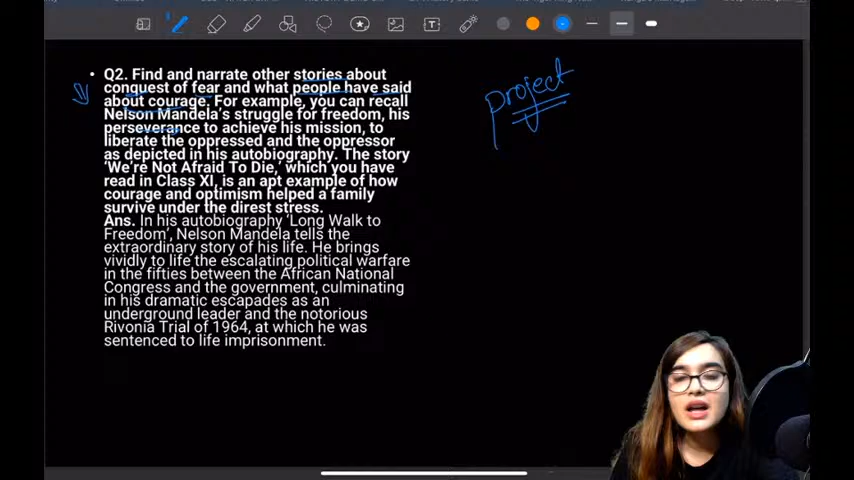 • Q2. Find and narrate other stories about
conquest of fear and what people have said
about courage. For example, you can recall
Nelson Mandela's struggle for freedom, his
perseverance to achieve his mission, to
liberate the oppressed and the oppressor
as depicted in his autobiography. The story
'We're Not Afraid To Die,' which you have
read in Class XI, is an apt example of how
courage and optimism helped a family
survive under the direst stress.
Ans. In his autobiography 'Long Walk to
Freedom', Nelson Mandela tells the
extraordinary story of his life. He brings
vividly to life the escalating political warfare
in the fifties between the African National
Congress and the government, culminating
in his dramatic escapades as an
underground leader and the notorious
Rivonia Trial of 1964, at which he was
sentenced to life imprisonment.
project